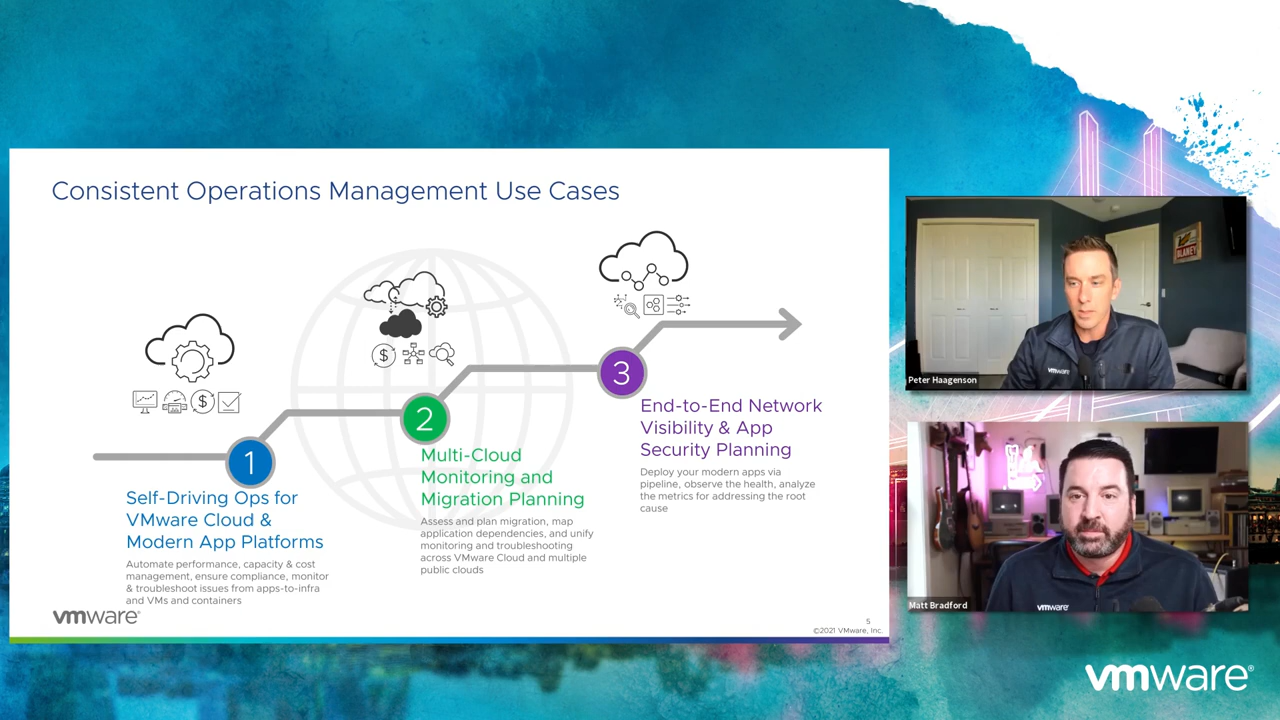 Consistent Operations Management Use Cases
1
Self-Driving Ops for
VMware Cloud &
Modern App Platforms
Automate performance, capacity & cost
management, ensure compliance, monitor
& troubleshoot issues from apps-to-infra
and VMs and containers
2
Multi-Cloud
Monitoring and
Migration Planning
Assess and plan migration, map
application dependencies, and unify
monitoring and troubleshooting
across VMware Cloud and multiple
public clouds
3
End-to-End Network
Visibility & App
Security Planning
Deploy your modern apps via
pipeline, observe the health, analyze
the metrics for addressing the root
cause
$
$
vmware®
5
©2021 VMware, Inc.
BLANEY
vmware
Peter Haagenson
vmware
Matt Bradford
vmware®